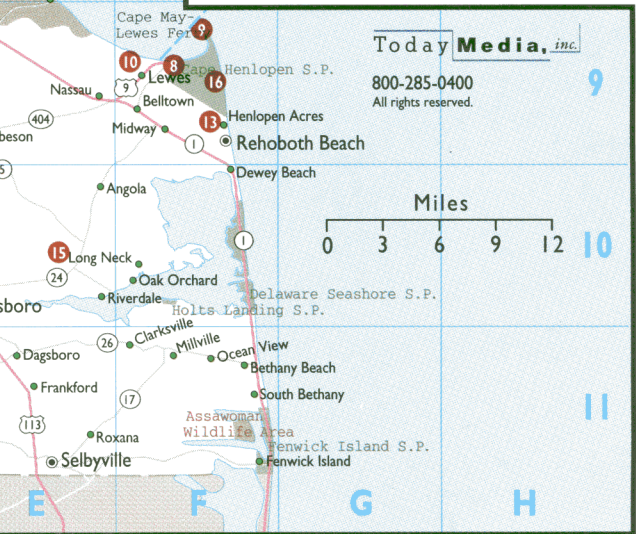 Cape May-
Lewes Fer
9
Today Media, inc.
10
8
Cape Henlopen S.P.
Lewes
16
800-285-0400
9
Nassau
9
Belltown
All rights reserved.
404
Midway
13
Henlopen Acres
beson
1
Rehoboth Beach
5
Dewey Beach
Angola
Miles
0 3 6 9 12
1
10
15
Long Neck
24
Oak Orchard
Riverdale
Delaware Seashore S.P.
sboro
Holts Landing S.P.
26
Clarksville
Millville
Ocean View
Dagsboro
Bethany Beach
Frankford
17
South Bethany
11
113
Assawoman
Wildlife Area
Roxana
Fenwick Island S.P.
Selbyville
Fenwick Island
E F G H